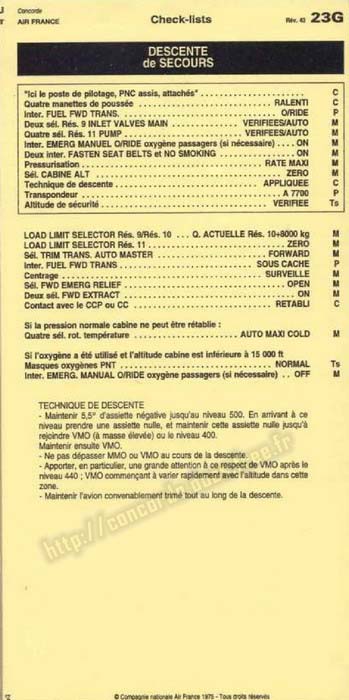 Concorde
AIR FRANCE
Check-lists
Rév. 43 23G
DESCENTE
de SECOURS
"Ici le poste de pilotage, PNC assis, attachés" C
Quatre manettes de poussée RALENTI C
Inter. FUEL FWD TRANS. O/RIDE P
Deux sél. Rés. 9 INLET VALVES MAIN VERIFIEES/AUTO M
Quatre sél. Rés. 11 PUMP VERIFIEES/AUTO M
Inter. EMERG MANUAL O/RIDE oxygène passagers (si nécessaire) .... ON M
Deux inter. FASTEN SEAT BELTS et NO SMOKING ON M
Pressurisation RATE MAXI M
Sél. CABINE ALT ZERO M
Technique de descente APPLIQUEE C
Transpondeur A 7700 P
Altitude de sécurité VERIFIEE Ts
LOAD LIMIT SELECTOR Rés. 9/Rés. 10 ... Q. ACTUELLE Rés. 10+8000 kg M
LOAD LIMIT SELECTOR Rés. 11 ZERO M
Sél. TRIM TRANS. AUTO MASTER FORWARD M
Inter. FUEL FWD TRANS SOUS CACHE P
Centrage SURVEILLE M
Sél. FWD EMERG RELIEF OPEN M
Deux sél. FWD EXTRACT ON M
Contact avec le CCP ou CC RETABLI C
Si la pression normale cabine ne peut être rétablie :
Quatre sél. rot. température AUTO MAXI COLD M
Si l'oxygène a été utilisé et l'altitude cabine est inférieure à 15 000 ft
Masques oxygènes PNT NORMAL Ts
Inter. EMERG. MANUAL O/RIDE oxygène passagers (si nécessaire) .. OFF M
TECHNIQUE DE DESCENTE
- Maintenir 5,5° d'assiette négative jusqu'au niveau 500. En arrivant à ce
niveau prendre une assiette nulle, et maintenir cette assiette nulle jusqu'à
rejoindre VMO (à masse élevée) ou le niveau 400.
Maintenir ensuite VMO.
- Ne pas dépasser MMO ou VMO au cours de la descente.
- Apporter, en particulier, une grande attention à ce respect de VMO après le
niveau 440 ; VMO commençant à varier rapidement avec l'altitude dans cette
zone.
- Maintenir l'avion convenablement trimé tout au long de la descente.
© Compagnie nationale Air France 1975 - Tous droits réservés